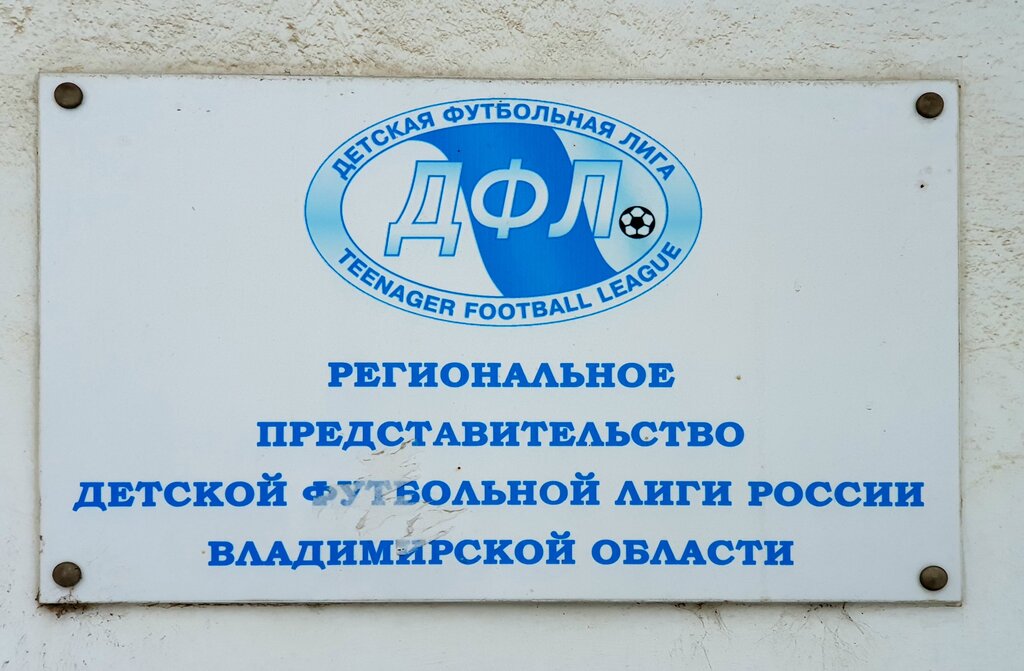 ДЕТСКАЯ ФУТБОЛЬНАЯ ЛИГА
ДФЛ
TEENAGER FOOTBALL LEAGUE
РЕГИОНАЛЬНОЕ
ПРЕДСТАВИТЕЛЬСТВО
ДЕТСКОЙ ФУТБОЛЬНОЙ ЛИГИ РОССИИ
ВЛАДИМИРСКОЙ ОБЛАСТИ